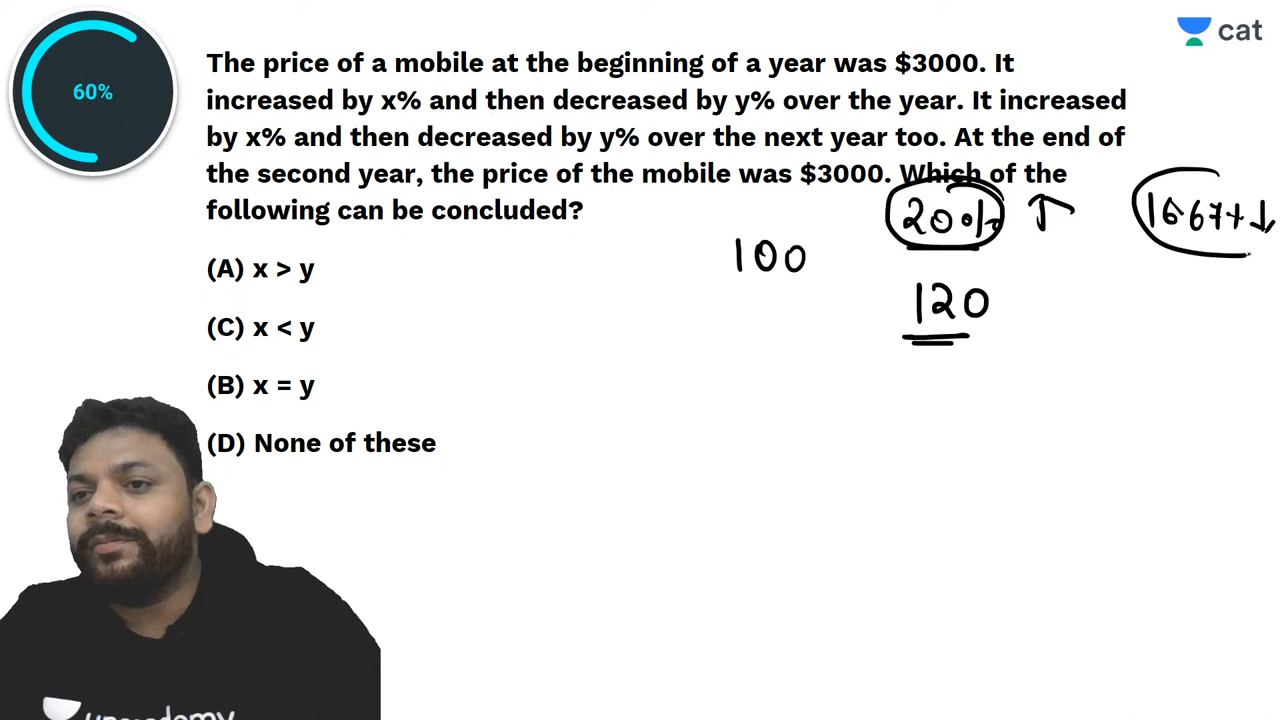 60%
cat
The price of a mobile at the beginning of a year was $3000. It
increased by x% and then decreased by y% over the year. It increased
by x% and then decreased by y% over the next year too. At the end of
the second year, the price of the mobile was $3000. Which of the
following can be concluded?
20% ↑
16.67% ↓
100
(A) x > y
120
(C) x < y
(B) x = y
(D) None of these
unacademy